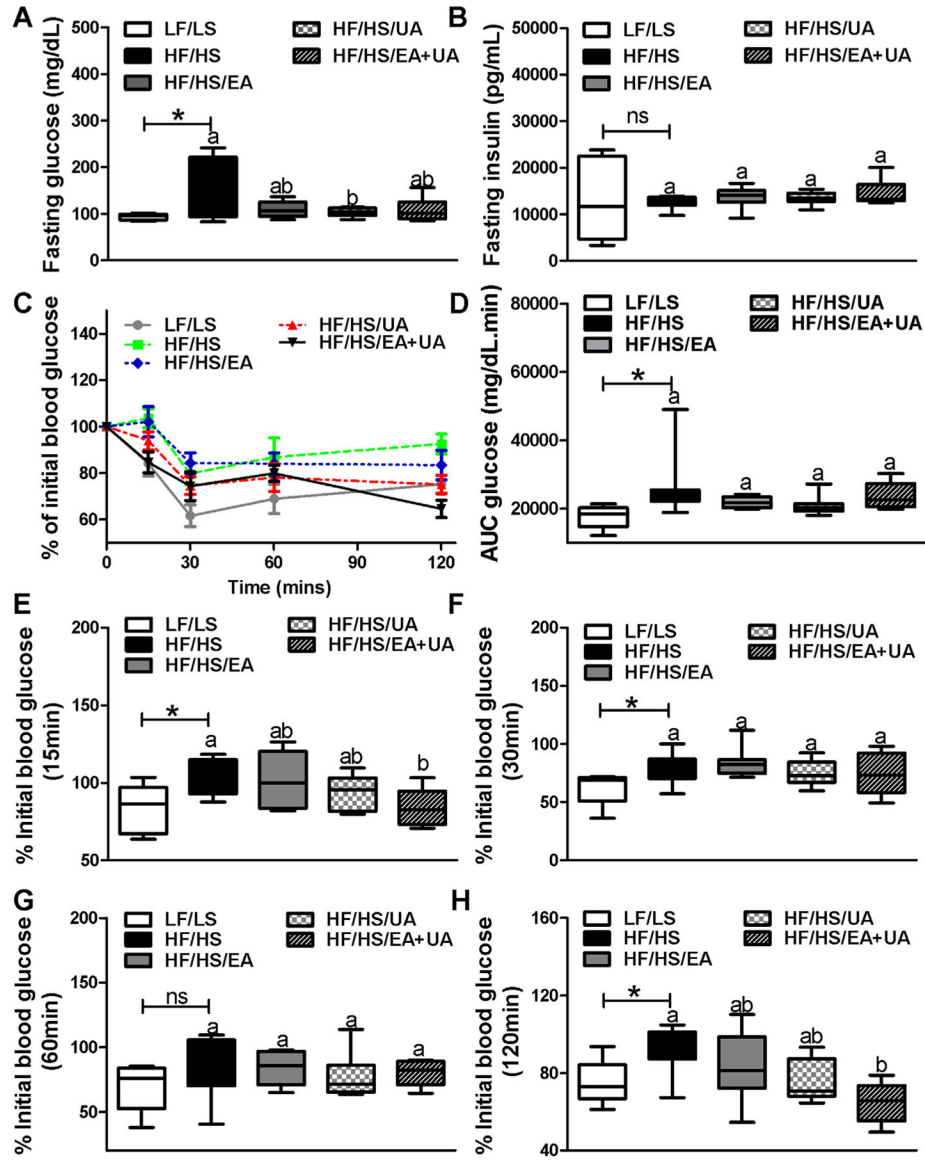 A
Fasting glucose (mg/dL)
500
400
300
200
100
0
LF/LS
HF/HS
HF/HS/EA
HF/HS/UA
HF/HS/EA+UA
*
a
ab
b
ab
B
Fasting insulin (pg/mL)
50000
40000
30000
20000
10000
0
LF/LS
HF/HS
HF/HS/EA
HF/HS/UA
HF/HS/EA+UA
ns
a
a
a
a
C
% of initial blood glucose
140
120
100
80
60
0
30
60
90
120
Time (mins)
LF/LS
HF/HS
HF/HS/EA
HF/HS/UA
HF/HS/EA+UA
D
AUC glucose (mg/dL.min)
80000
60000
40000
20000
LF/LS
HF/HS
HF/HS/EA
HF/HS/UA
HF/HS/EA+UA
*
a
a
a
a
E
% Initial blood glucose
(15min)
200
150
100
50
LF/LS
HF/HS
HF/HS/EA
HF/HS/UA
HF/HS/EA+UA
*
a
ab
ab
b
F
% Initial blood glucose
(30min)
200
150
100
50
0
LF/LS
HF/HS
HF/HS/EA
HF/HS/UA
HF/HS/EA+UA
*
a
a
a
a
G
% Initial blood glucose
(60min)
200
150
100
50
LF/LS
HF/HS
HF/HS/EA
HF/HS/UA
HF/HS/EA+UA
ns
a
a
a
a
H
% Initial blood glucose
(120min)
160
120
80
40
LF/LS
HF/HS
HF/HS/EA
HF/HS/UA
HF/HS/EA+UA
*
a
ab
ab
b